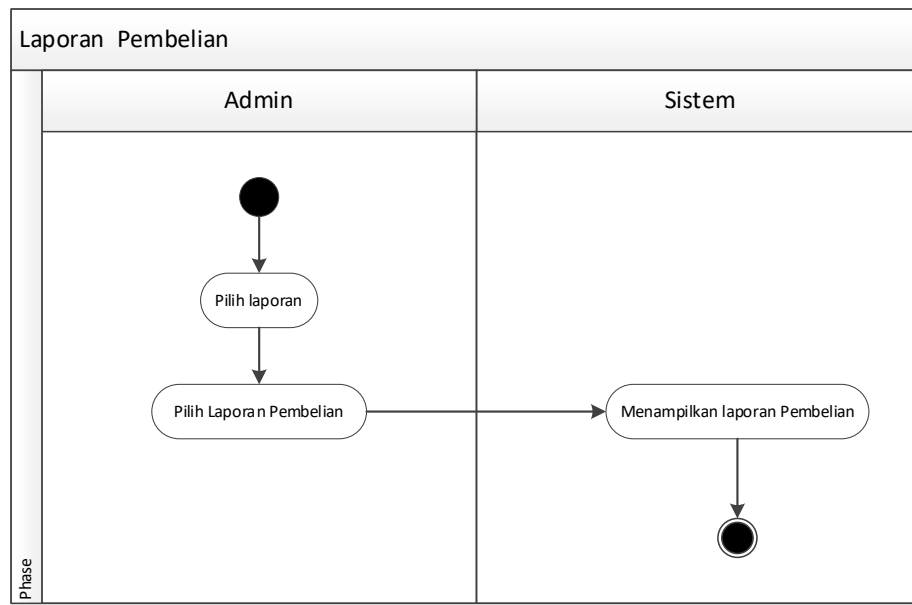 Laporan Pembelian
Admin
Sistem
Pilih laporan
Pilih Laporan Pembelian
Menampilkan laporan Pembelian
Phase